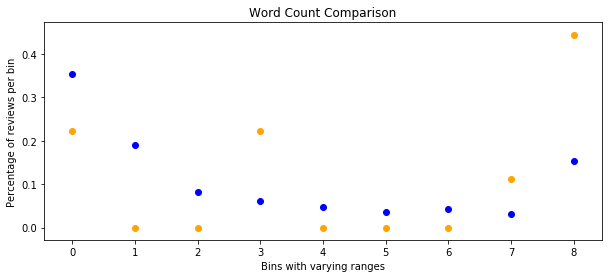 Word Count Comparison
Percentage of reviews per bin
0.4
0.3
0.2
0.1
0.0
0 1 2 3 4 5 6 7 8
Bins with varying ranges